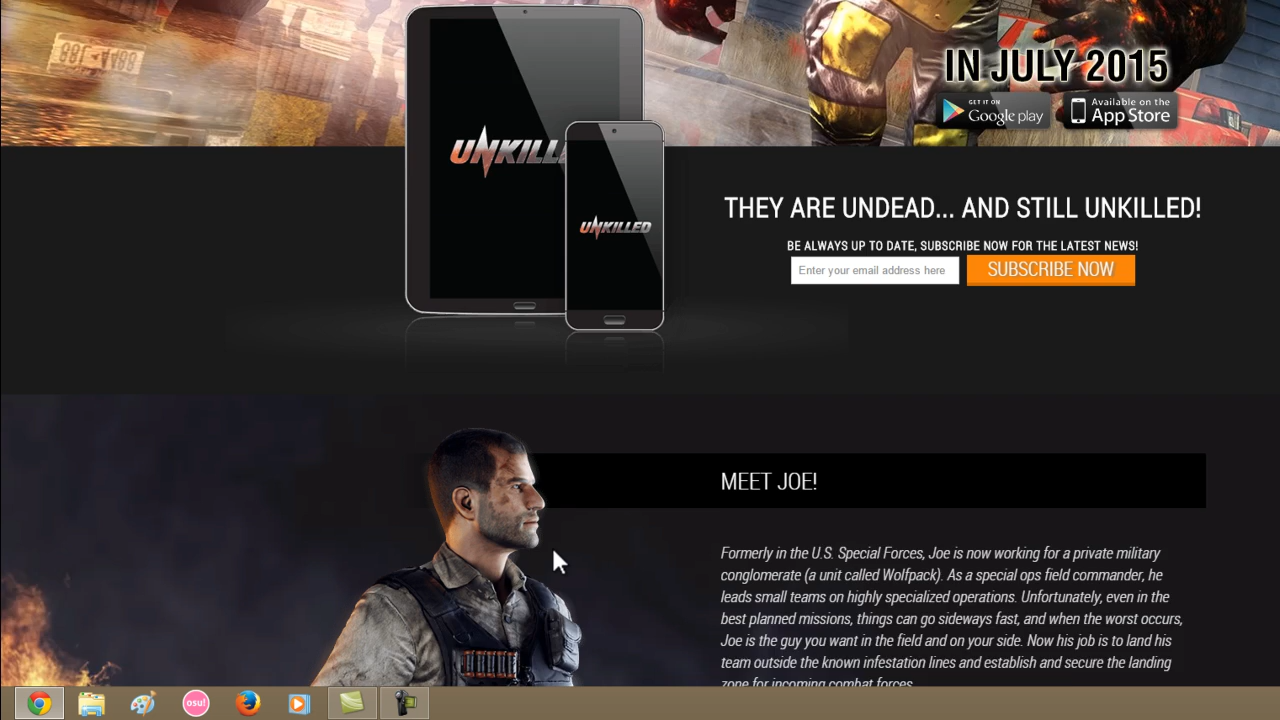 IN JULY 2015
GET IT ON
Google play
Available on the
App Store
UNKILL
UNKILLED
THEY ARE UNDEAD... AND STILL UNKILLED!
BE ALWAYS UP TO DATE, SUBSCRIBE NOW FOR THE LATEST NEWS!
Enter your email address here
SUBSCRIBE NOW
MEET JOE!
Formerly in the U.S. Special Forces, Joe is now working for a private military
conglomerate (a unit called Wolfpack). As a special ops field commander, he
leads small teams on highly specialized operations. Unfortunately, even in the
best planned missions, things can go sideways fast, and when the worst occurs,
Joe is the guy you want in the field and on your side. Now his job is to land his
team outside the known infestation lines and establish and secure the landing
zone for incoming combat forces
osu!